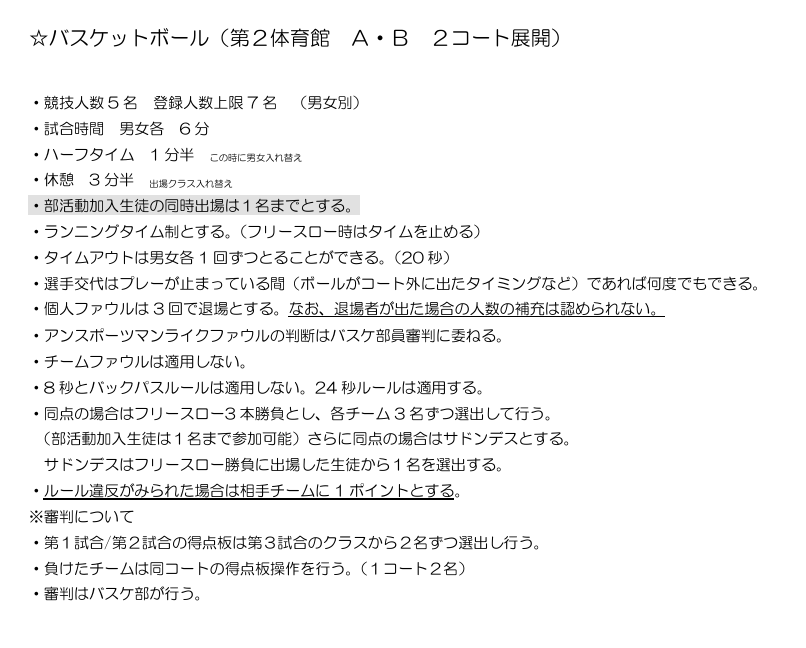 ☆バスケットボール（第２体育館　Ａ・Ｂ　２コート展開）
・競技人数５名　登録人数上限７名　（男女別）
・試合時間　男女各　６分
・ハーフタイム　１分半　この時に男女入れ替え
・休憩　３分半　出場クラス入れ替え
・部活動加入生徒の同時出場は１名までとする。
・ランニングタイム制とする。（フリースロー時はタイムを止める）
・タイムアウトは男女各１回ずつとることができる。（20 秒）
・選手交代はプレーが止まっている間（ボールがコート外に出たタイミングなど）であれば何度でもできる。
・個人ファウルは３回で退場とする。なお、退場者が出た場合の人数の補充は認められない。
・アンスポーツマンライクファウルの判断はバスケ部員審判に委ねる。
・チームファウルは適用しない。
・8 秒とバックパスルールは適用しない。24 秒ルールは適用する。
・同点の場合はフリースロー3 本勝負とし、各チーム３名ずつ選出して行う。
（部活動加入生徒は１名まで参加可能）さらに同点の場合はサドンデスとする。
サドンデスはフリースロー勝負に出場した生徒から１名を選出する。
・ルール違反がみられた場合は相手チームに１ポイントとする。
※審判について
・第１試合/第２試合の得点板は第３試合のクラスから２名ずつ選出し行う。
・負けたチームは同コートの得点板操作を行う。（１コート２名）
・審判はバスケ部が行う。